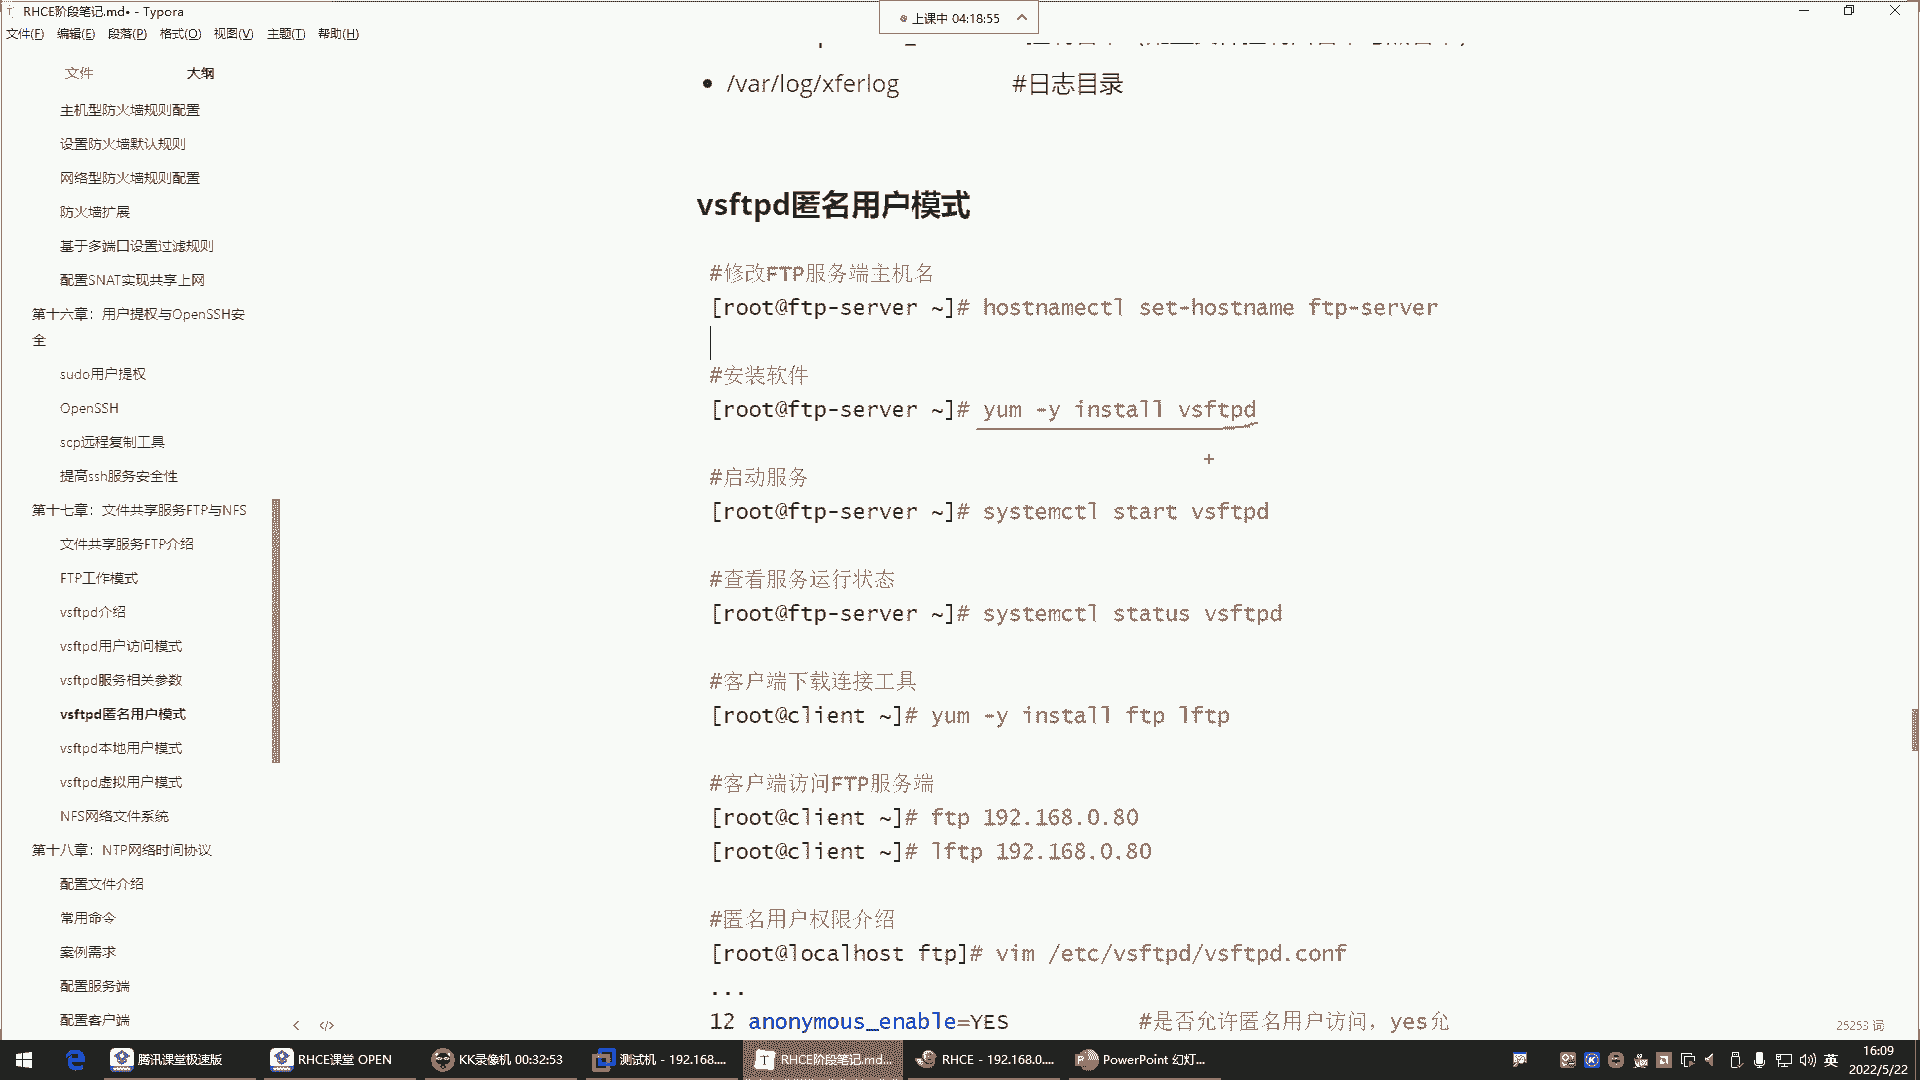 RHCE阶段笔记.md• - Typora
上课中 04:18:55
文件(F) 编辑(E) 段落(P) 格式(O) 视图(V) 主题(T) 帮助(H)
文件 大纲
主机型防火墙规则配置
设置防火墙默认规则
网络型防火墙规则配置
防火墙扩展
基于多端口设置过滤规则
配置SNAT实现共享上网
第十六章：用户提权与OpenSSH安
全
sudo用户提权
OpenSSH
scp远程复制工具
提高ssh服务安全性
第十七章：文件共享服务FTP与NFS
文件共享服务FTP介绍
FTP工作模式
vsftpd介绍
vsftpd用户访问模式
vsftpd服务相关参数
vsftpd匿名用户模式
vsftpd本地用户模式
vsftpd虚拟用户模式
NFS网络文件系统
第十八章：NTP网络时间协议
配置文件介绍
常用命令
案例需求
配置服务端
配置客户端
• /var/log/xferlog #日志目录
vsftpd匿名用户模式
#修改FTP服务端主机名
[root@ftp-server ~]# hostnamectl set-hostname ftp-server
#安装软件
[root@ftp-server ~]# yum -y install vsftpd
#启动服务
[root@ftp-server ~]# systemctl start vsftpd
#查看服务运行状态
[root@ftp-server ~]# systemctl status vsftpd
#客户端下载连接工具
[root@client ~]# yum -y install ftp lftp
#客户端访问FTP服务端
[root@client ~]# ftp 192.168.0.80
[root@client ~]# lftp 192.168.0.80
#匿名用户权限介绍
[root@localhost ftp]# vim /etc/vsftpd/vsftpd.conf
...
12 anonymous_enable=YES #是否允许匿名用户访问，yes允
25253 词
腾讯课堂极速版 RHCE课堂 OPEN KK录像机 00:32:53 测试机 - 192.168.... RHCE阶段笔记.md... RHCE - 192.168.0.... PowerPoint 幻灯... 英 16:09
2022/5/22